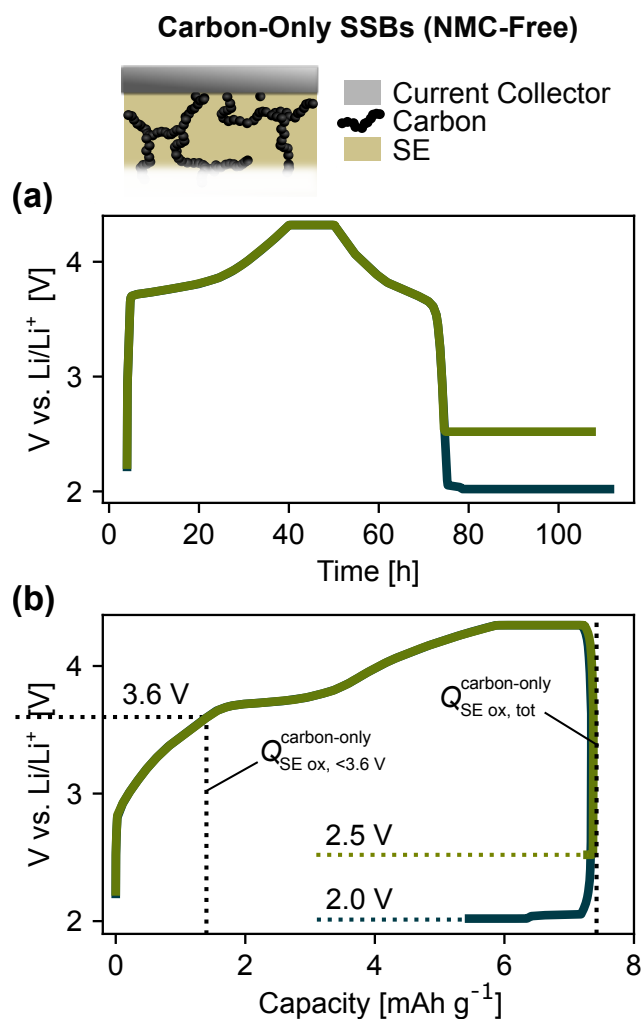 Carbon-Only SSBs (NMC-Free)
Current Collector
Carbon
SE
(a)
V vs. Li/Li⁺ [V]
4
3
2
0 20 40 60 80 100
Time [h]
(b)
V vs. Li/Li⁺ [V]
4
3
2
3.6 V
Q carbon-only SE ox, <3.6 V
Q carbon-only SE ox, tot
2.5 V
2.0 V
0 2 4 6 8
Capacity [mAh g⁻¹]